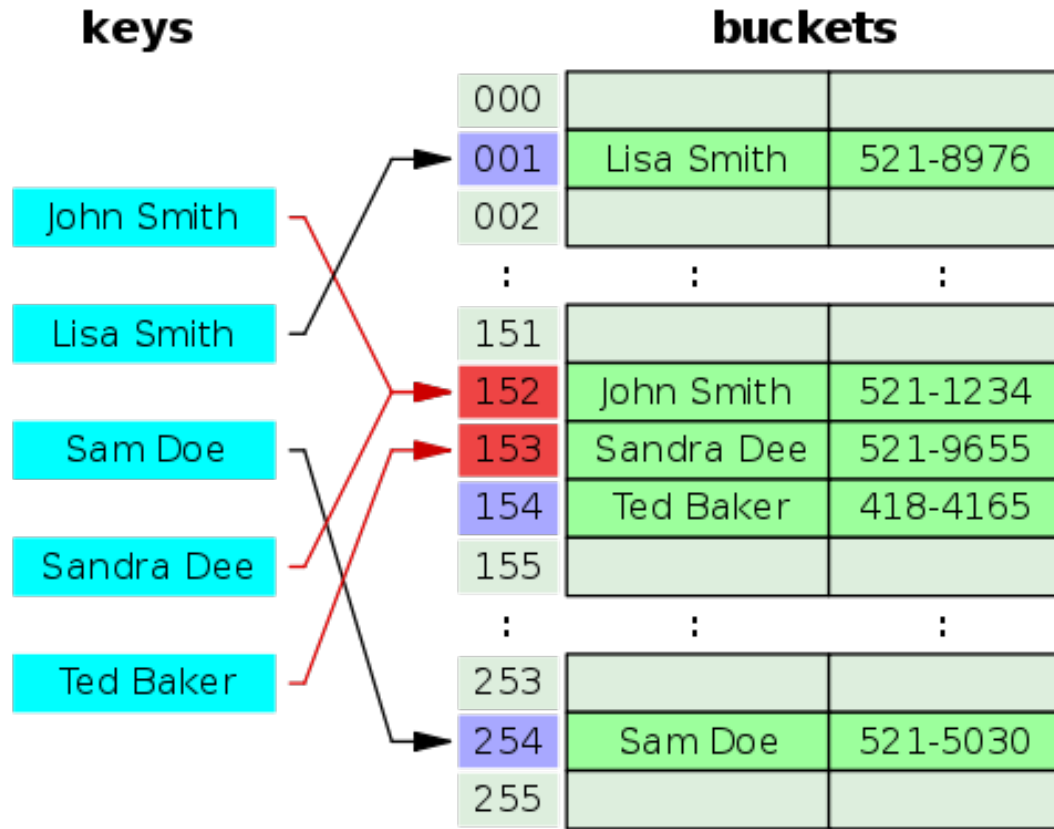 keys
buckets
John Smith
Lisa Smith
Sam Doe
Sandra Dee
Ted Baker
000
001 Lisa Smith 521-8976
002
: : :
151
152 John Smith 521-1234
153 Sandra Dee 521-9655
154 Ted Baker 418-4165
155
: : :
253
254 Sam Doe 521-5030
255